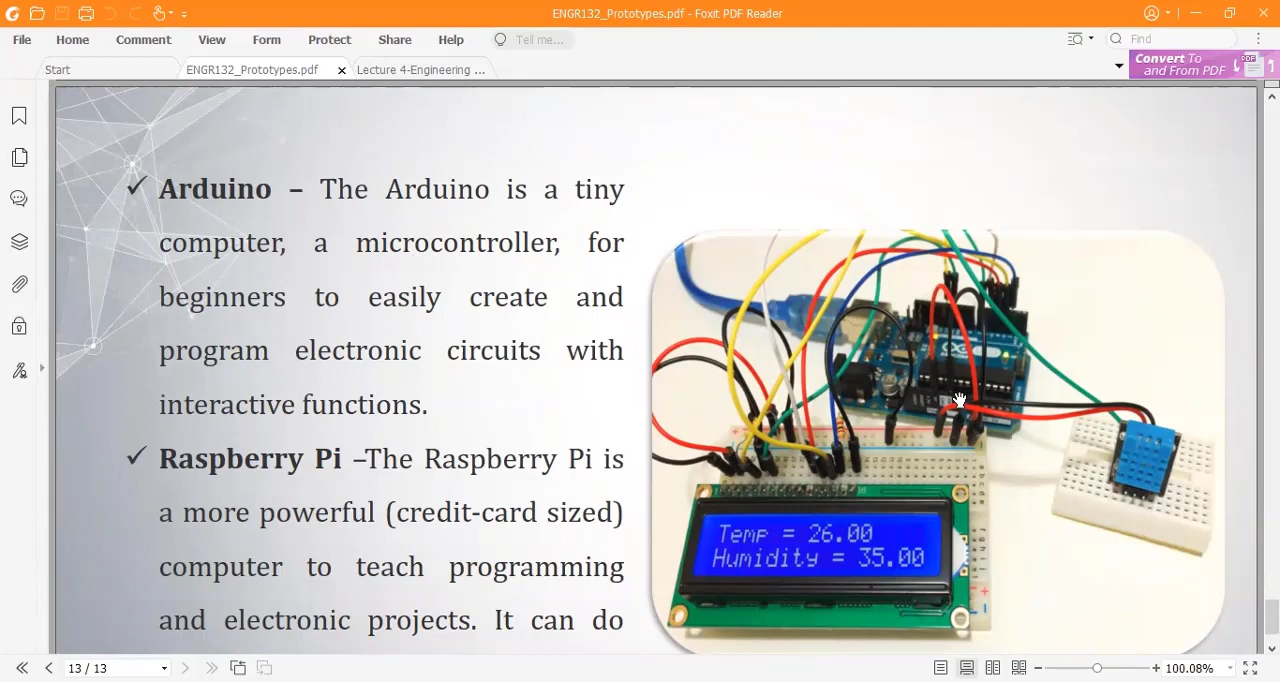 ENGR132_Prototypes.pdf - Foxit PDF Reader
File Home Comment View Form Protect Share Help Tell me... Find
Start ENGR132_Prototypes.pdf Lecture 4-Engineering ...
Convert To
and From PDF
PDF
✓ Arduino – The Arduino is a tiny
computer, a microcontroller, for
beginners to easily create and
program electronic circuits with
interactive functions.
✓ Raspberry Pi –The Raspberry Pi is
a more powerful (credit-card sized)
computer to teach programming
and electronic projects. It can do
Temp = 26.00
Humidity = 35.00
13 / 13
100.08%